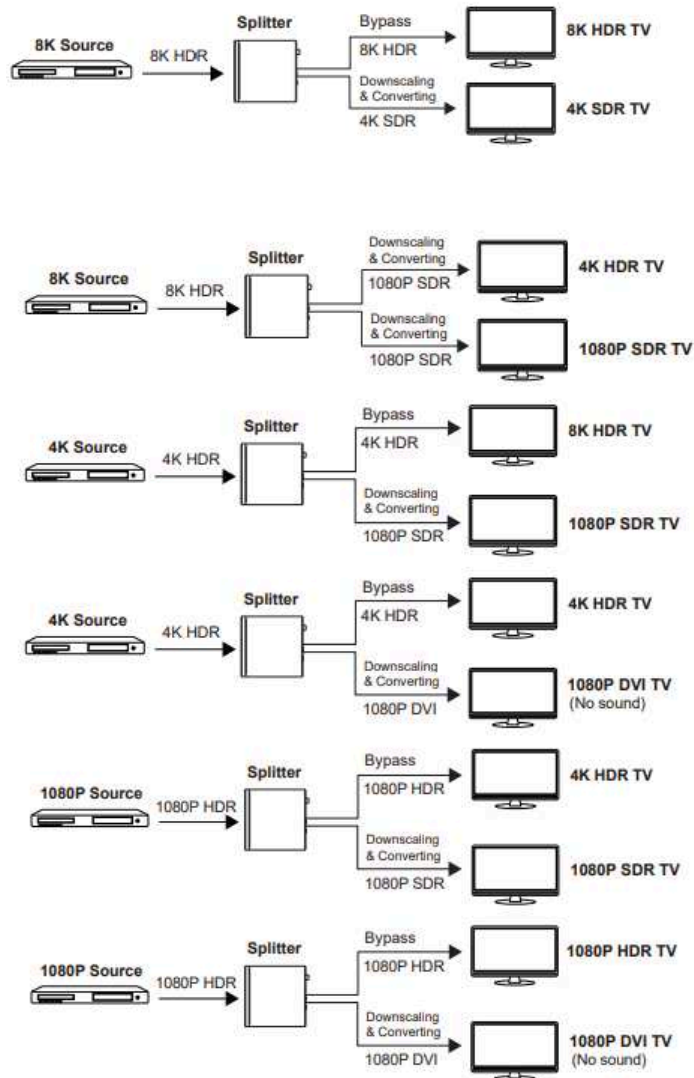 Splitter
Bypass
8K HDR TV
8K Source
8K HDR
8K HDR
Downscaling
& Converting
4K SDR TV
4K SDR
Downscaling
& Converting
4K HDR TV
Splitter
1080P SDR
8K Source
8K HDR
Downscaling
& Converting
1080P SDR TV
1080P SDR
Bypass
8K HDR TV
Splitter
4K HDR
4K Source
4K HDR
Downscaling
& Converting
1080P SDR TV
1080P SDR
Bypass
4K HDR TV
Splitter
4K HDR
4K Source
4K HDR
Downscaling
& Converting
1080P DVI TV
(No sound)
1080P DVI
Bypass
4K HDR TV
Splitter
1080P HDR
1080P Source
1080P HDR
Downscaling
& Converting
1080P SDR TV
1080P SDR
Bypass
1080P HDR TV
Splitter
1080P HDR
1080P Source
1080P HDR
Downscaling
& Converting
1080P DVI TV
(No sound)
1080P DVI